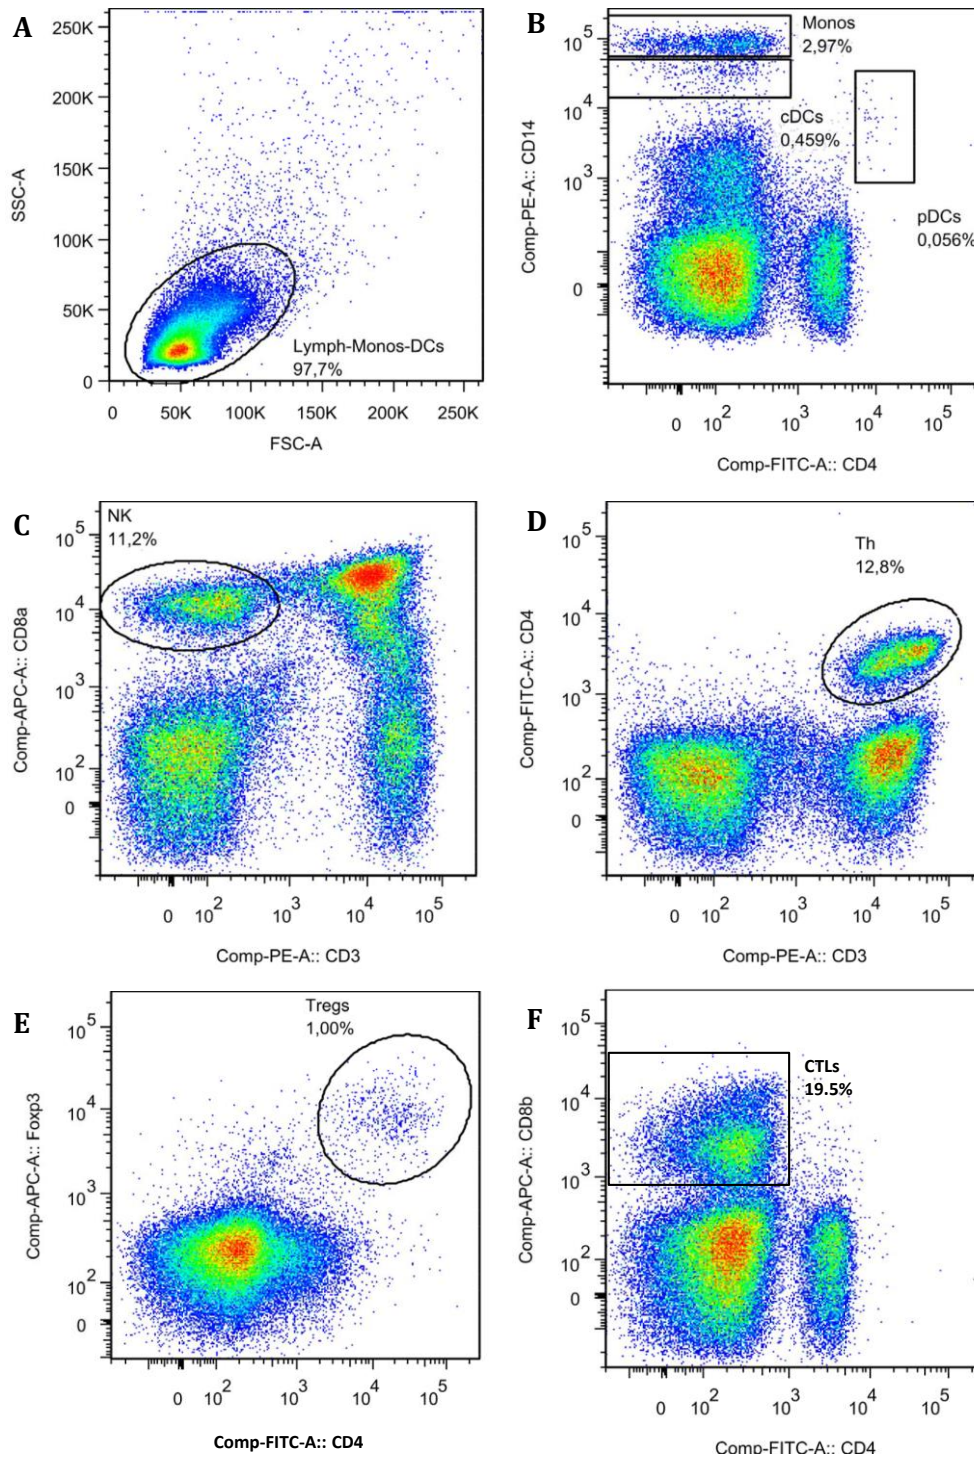 A
250K
200K
150K
100K
50K
0
SSC-A
Lymph-Monos-DCs
97,7%
0 50K 100K 150K 200K 250K
FSC-A
B
10^5
10^4
10^3
0
Comp-PE-A:: CD14
Monos
2,97%
cDCs
0,459%
pDCs
0,056%
0 10^2 10^3 10^4 10^5
Comp-FITC-A:: CD4
C
10^5
10^4
10^3
10^2
0
Comp-APC-A:: CD8a
NK
11,2%
0 10^2 10^3 10^4 10^5
Comp-PE-A:: CD3
D
10^5
10^4
10^3
10^2
0
Comp-FITC-A:: CD4
Th
12,8%
0 10^2 10^3 10^4 10^5
Comp-PE-A:: CD3
E
10^5
10^4
10^3
10^2
0
Comp-APC-A:: Foxp3
Tregs
1,00%
0 10^2 10^3 10^4 10^5
Comp-FITC-A:: CD4
F
10^5
10^4
10^3
10^2
0
Comp-APC-A:: CD8b
CTLs
19.5%
0 10^2 10^3 10^4 10^5
Comp-FITC-A:: CD4